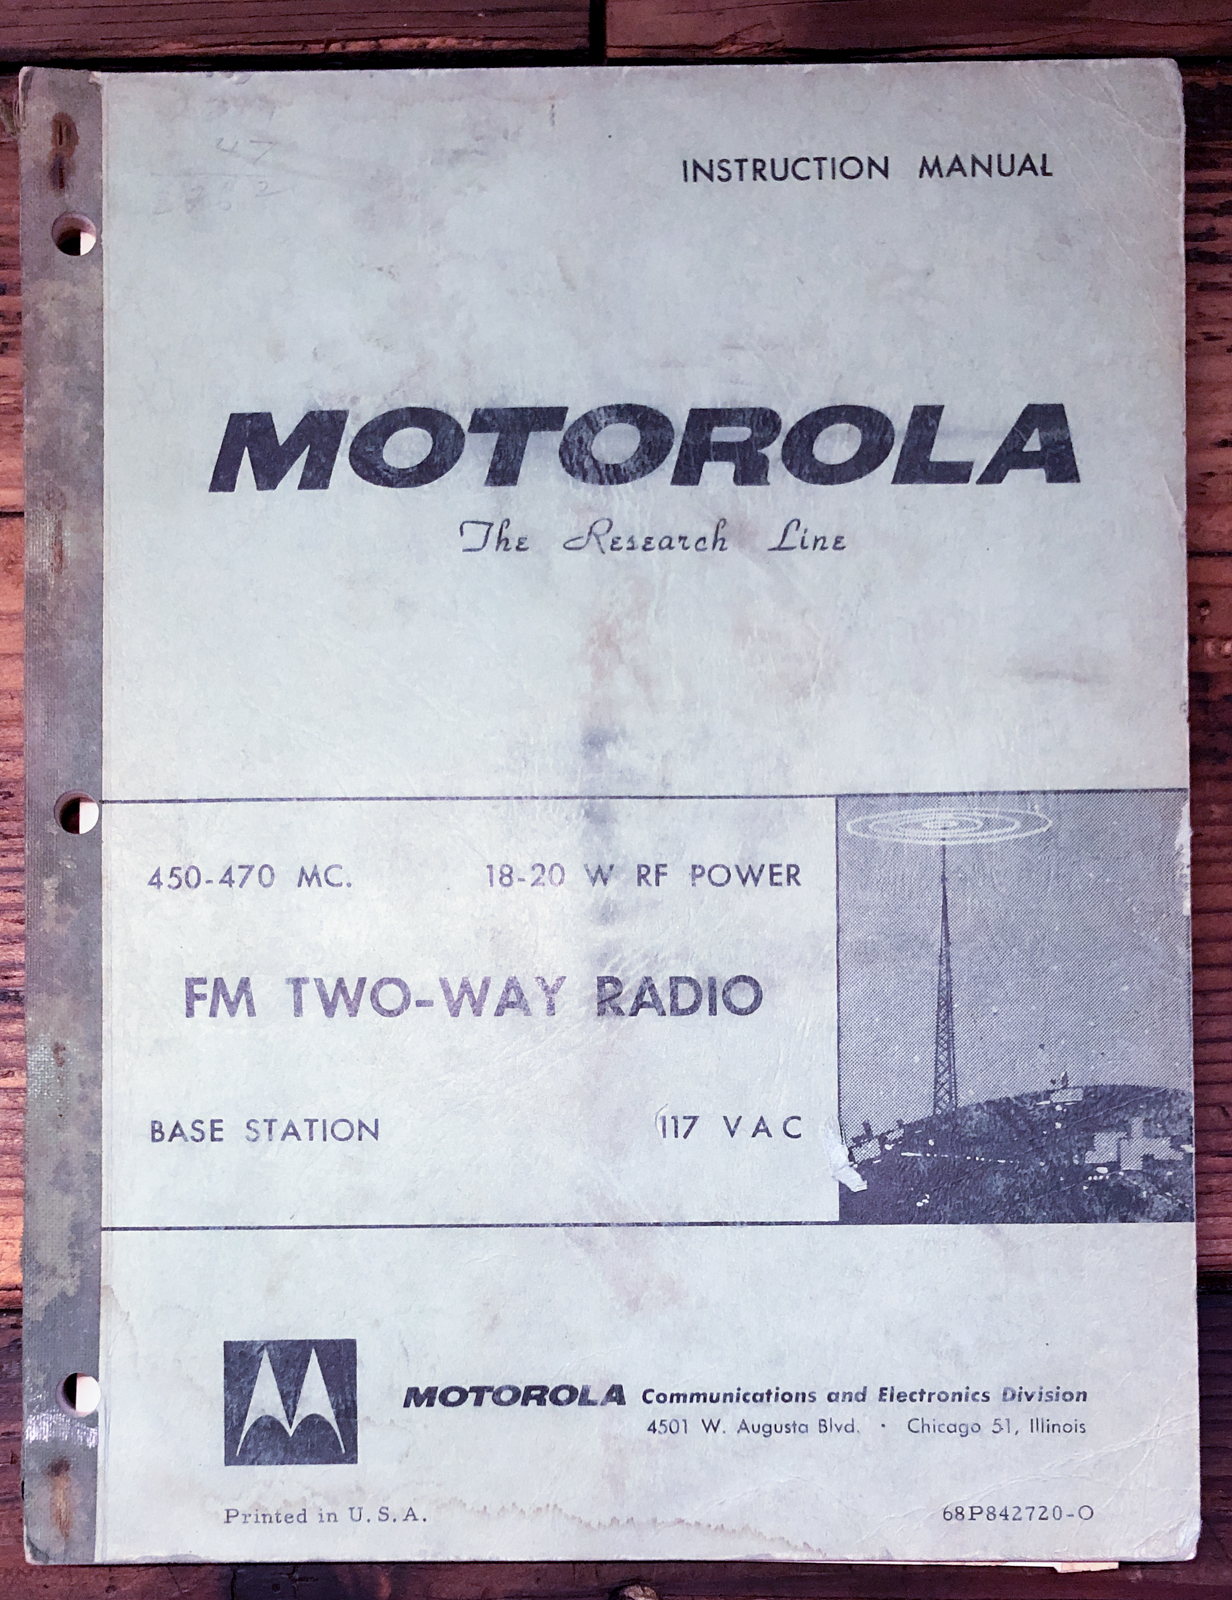 47
INSTRUCTION MANUAL
MOTOROLA
The Research Line
450-470 MC. 18-20 W RF POWER
FM TWO-WAY RADIO
BASE STATION 117 VAC
MOTOROLA Communications and Electronics Division
4501 W. Augusta Blvd. · Chicago 51, Illinois
Printed in U.S.A. 68P842720-O